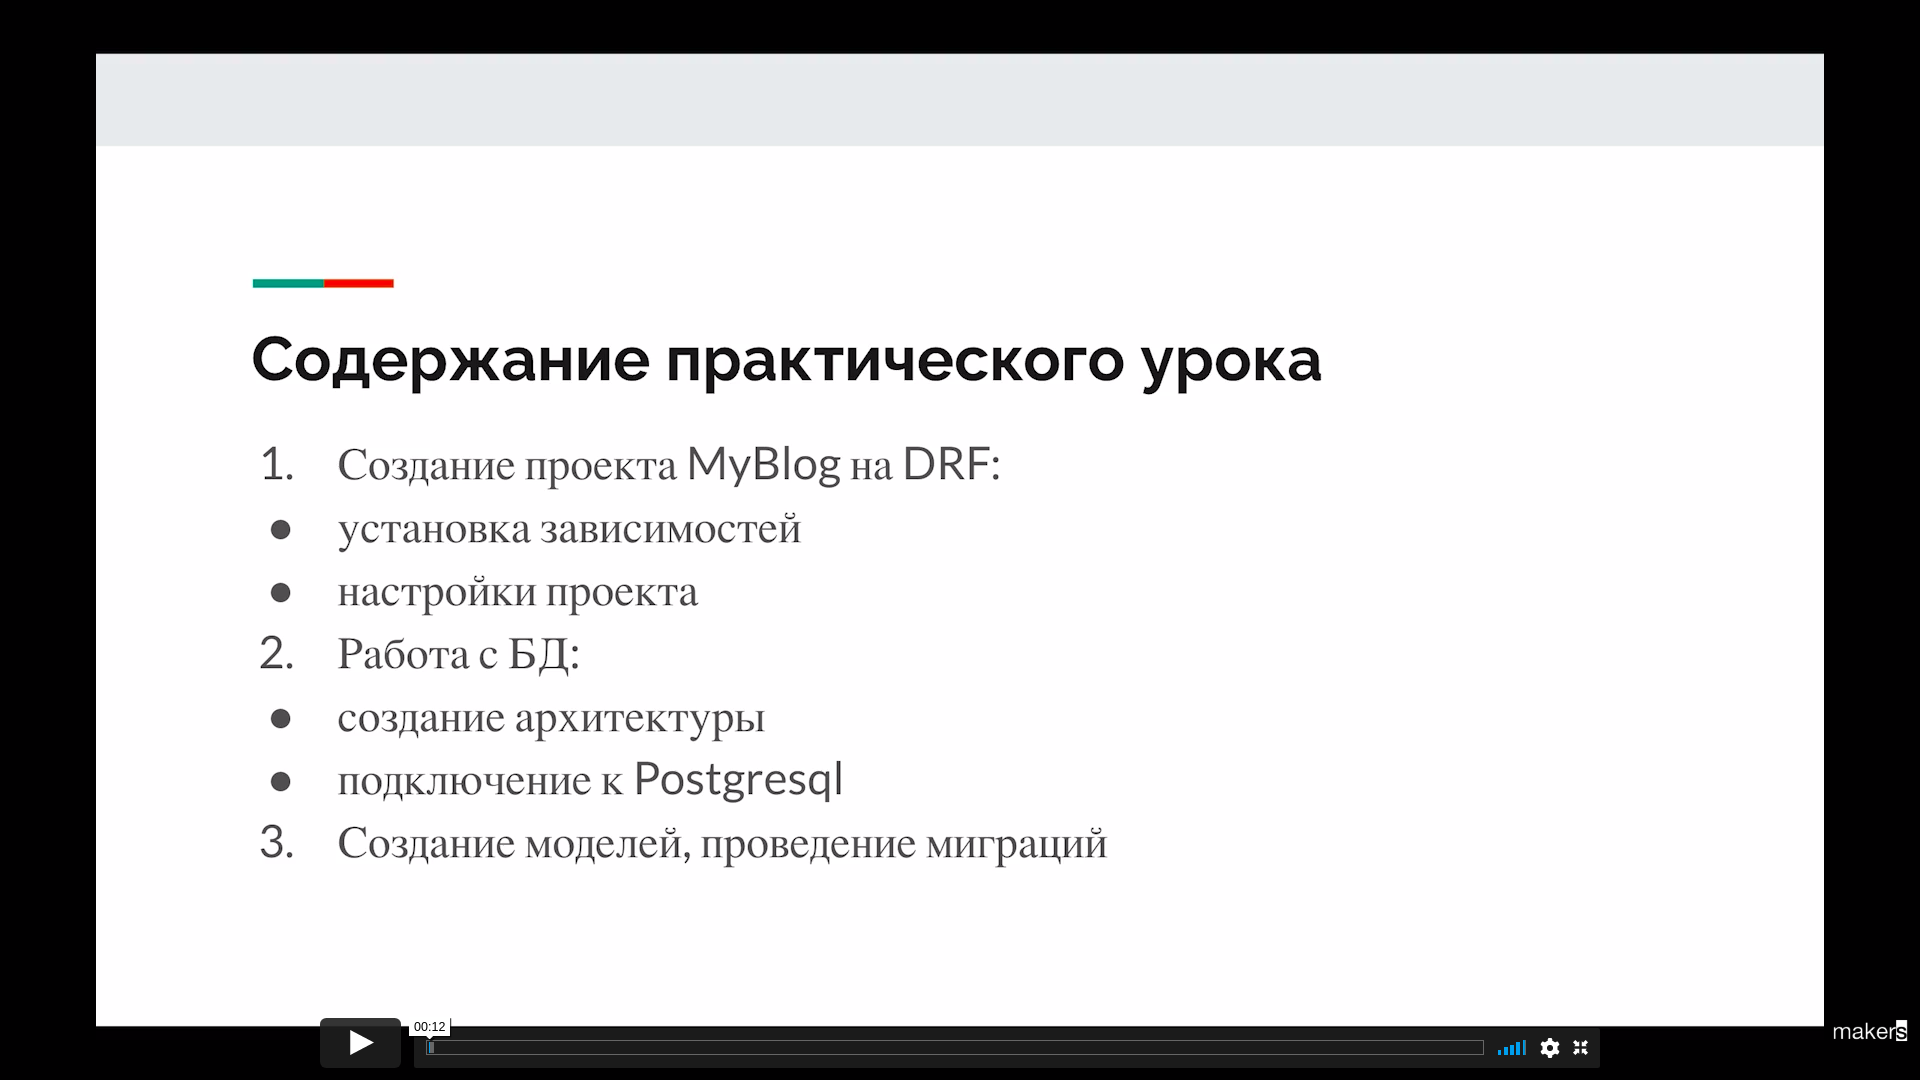 Содержание практического урока
1. Создание проекта MyBlog на DRF:
● установка зависимостей
● настройки проекта
2. Работа с БД:
● создание архитектуры
● подключение к Postgresql
3. Создание моделей, проведение миграций
00:12
makers